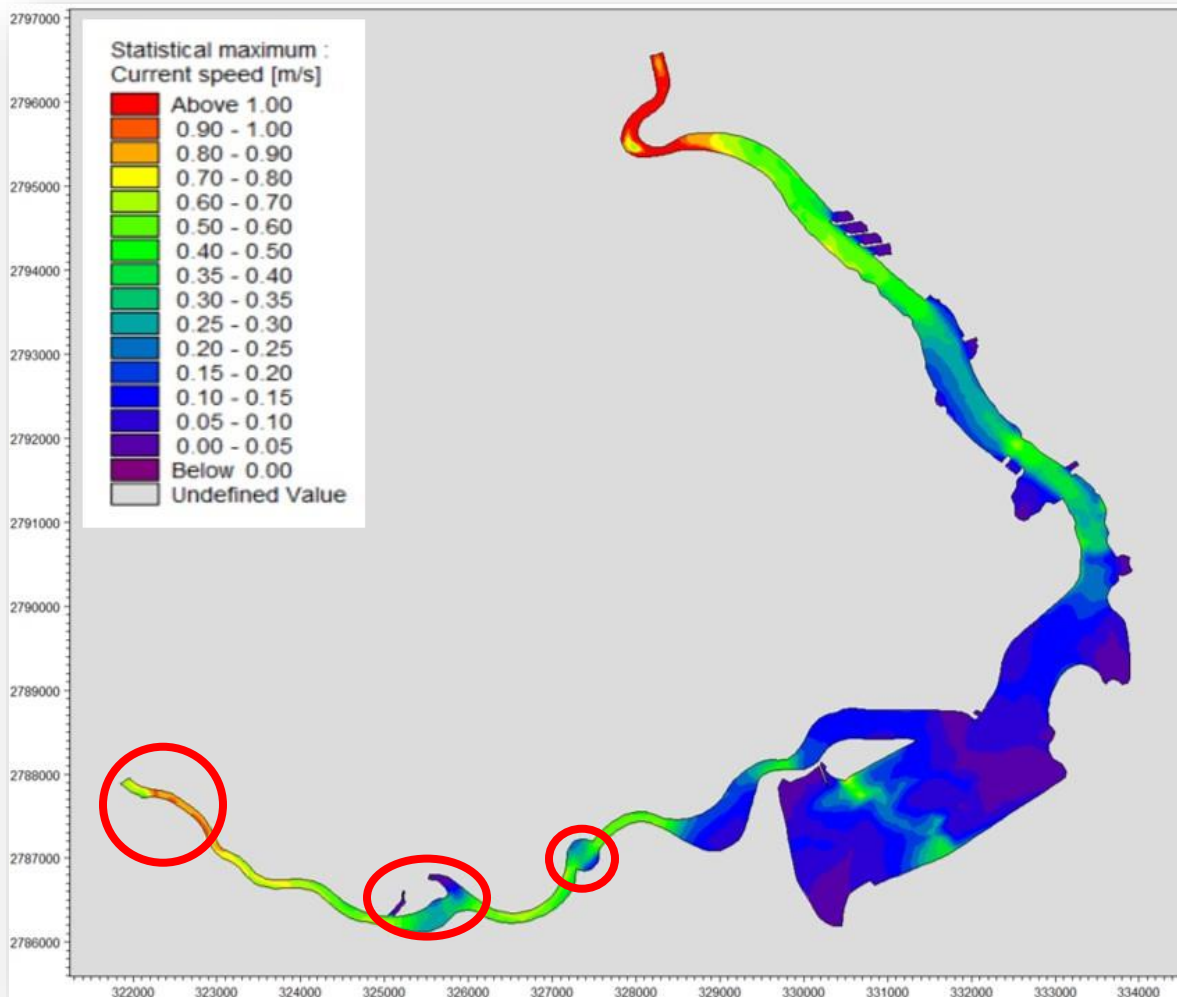 2797000
Statistical maximum :
Current speed [m/s]
Above 1.00
0.90 - 1.00
0.80 - 0.90
0.70 - 0.80
0.60 - 0.70
0.50 - 0.60
0.40 - 0.50
0.35 - 0.40
0.30 - 0.35
0.25 - 0.30
0.20 - 0.25
0.15 - 0.20
0.10 - 0.15
0.05 - 0.10
0.00 - 0.05
Below 0.00
Undefined Value
2796000
2795000
2794000
2793000
2792000
2791000
2790000
2789000
2788000
2787000
2786000
322000 323000 324000 325000 326000 327000 328000 329000 330000 331000 332000 333000 334000